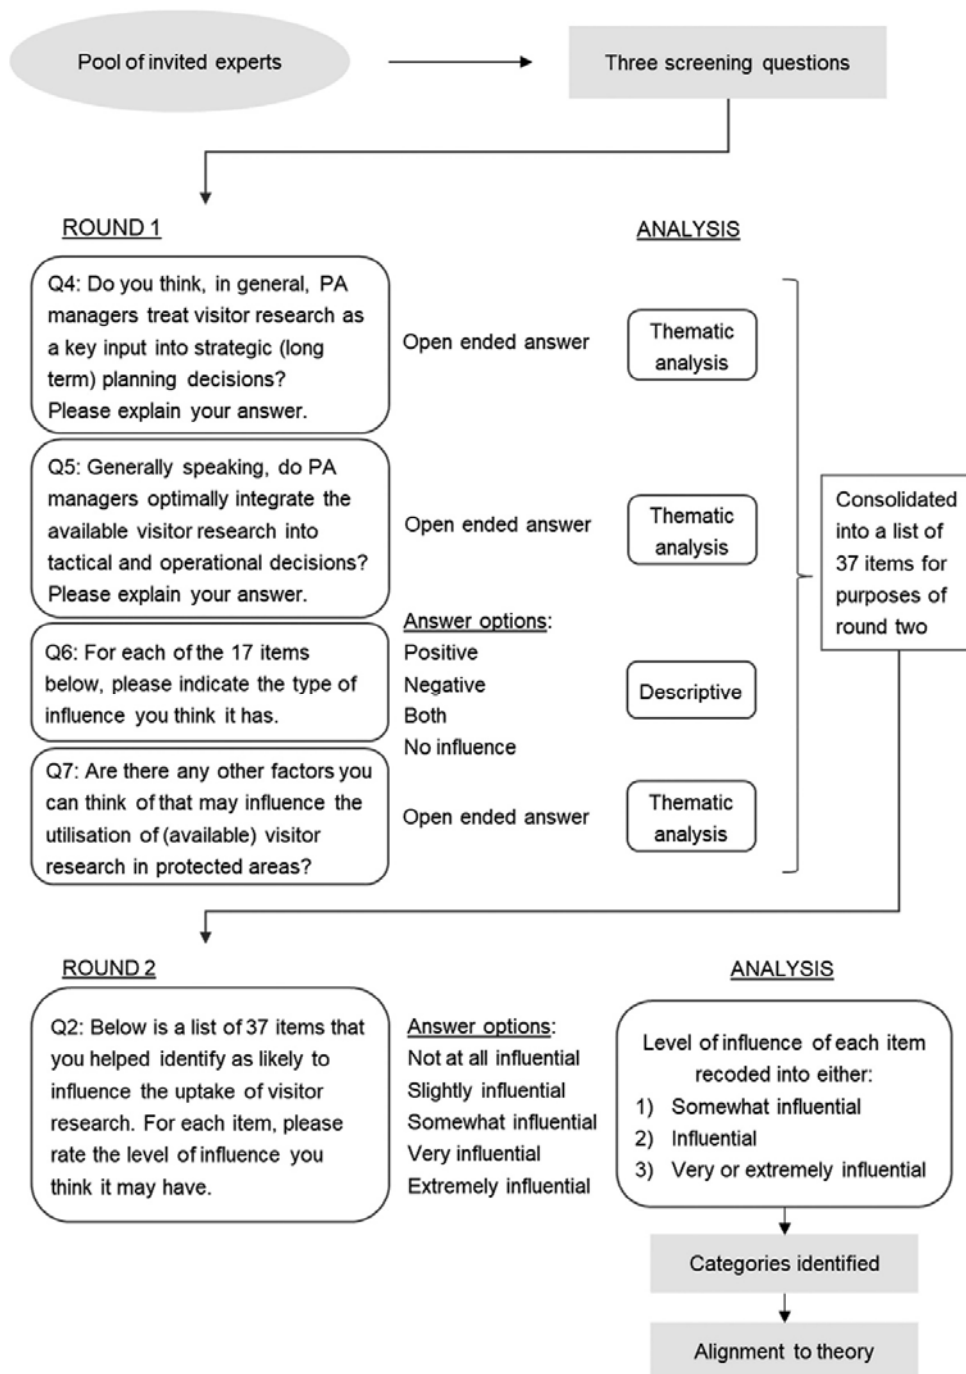 Pool of invited experts
Three screening questions
ROUND 1
ANALYSIS
Q4: Do you think, in general, PA
managers treat visitor research as
a key input into strategic (long
term) planning decisions?
Please explain your answer.
Open ended answer
Thematic
analysis
Q5: Generally speaking, do PA
managers optimally integrate the
available visitor research into
tactical and operational decisions?
Please explain your answer.
Open ended answer
Thematic
analysis
Consolidated
into a list of
37 items for
purposes of
round two
Q6: For each of the 17 items
below, please indicate the type of
influence you think it has.
Answer options:
Positive
Negative
Both
No influence
Descriptive
Q7: Are there any other factors you
can think of that may influence the
utilisation of (available) visitor
research in protected areas?
Open ended answer
Thematic
analysis
ROUND 2
ANALYSIS
Q2: Below is a list of 37 items that
you helped identify as likely to
influence the uptake of visitor
research. For each item, please
rate the level of influence you
think it may have.
Answer options:
Not at all influential
Slightly influential
Somewhat influential
Very influential
Extremely influential
Level of influence of each item
recoded into either:
1) Somewhat influential
2) Influential
3) Very or extremely influential
Categories identified
Alignment to theory